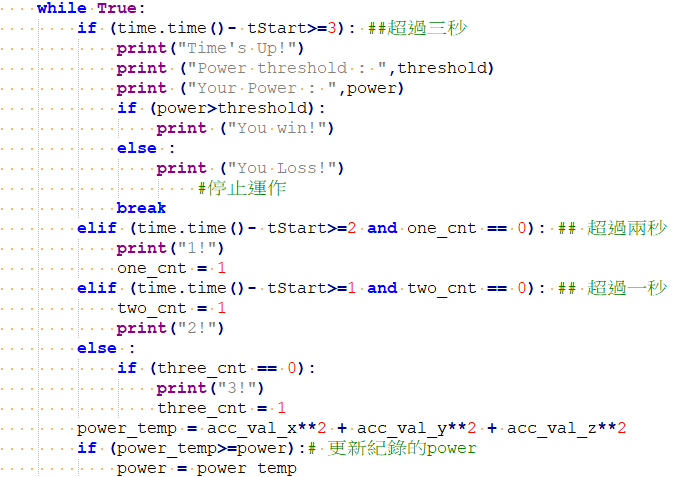 while True:
if (time.time()- tStart>=3): ##超過三秒
print("Time's Up!")
print ("Power threshold : ",threshold)
print ("Your Power : ",power)
if (power>threshold):
print ("You win!")
else :
print ("You Loss!")
#停止運作
break
elif (time.time()- tStart>=2 and one_cnt == 0): ## 超過兩秒
print("1!")
one_cnt = 1
elif (time.time()- tStart>=1 and two_cnt == 0): ## 超過一秒
two_cnt = 1
print("2!")
else :
if (three_cnt == 0):
print("3!")
three_cnt = 1
power_temp = acc_val_x**2 + acc_val_y**2 + acc_val_z**2
if (power_temp>=power):# 更新紀錄的power
power = power_temp